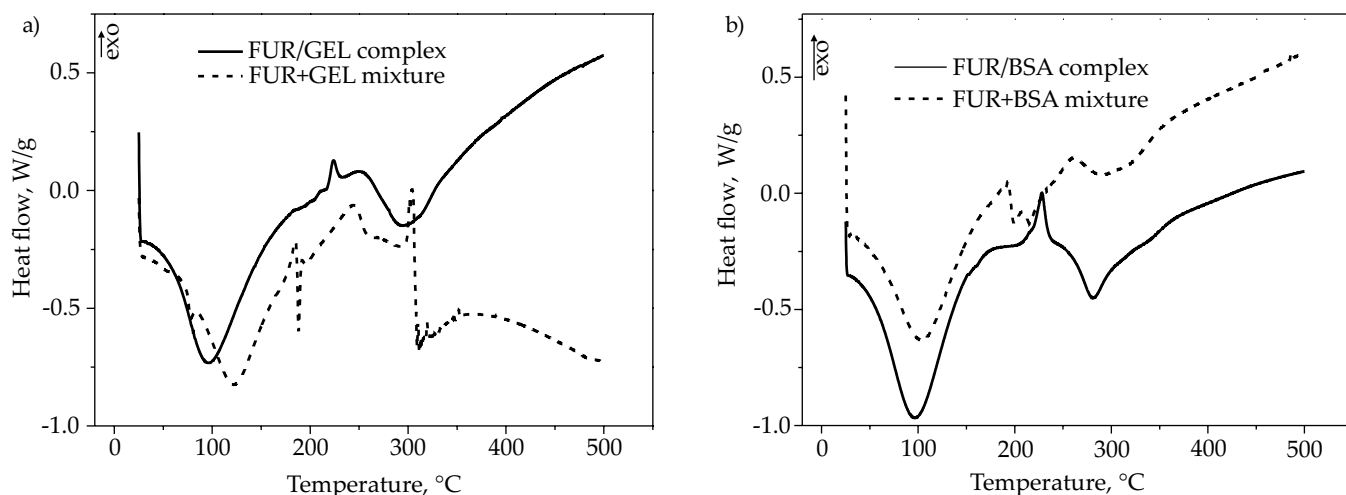 a)
exo
FUR/GEL complex
FUR+GEL mixture
0.5
0.0
-0.5
-1.0
Heat flow, W/g
0 100 200 300 400 500
Temperature, °C
b)
exo
FUR/BSA complex
FUR+BSA mixture
0.5
0.0
-0.5
-1.0
Heat flow, W/g
0 100 200 300 400 500
Temperature, °C